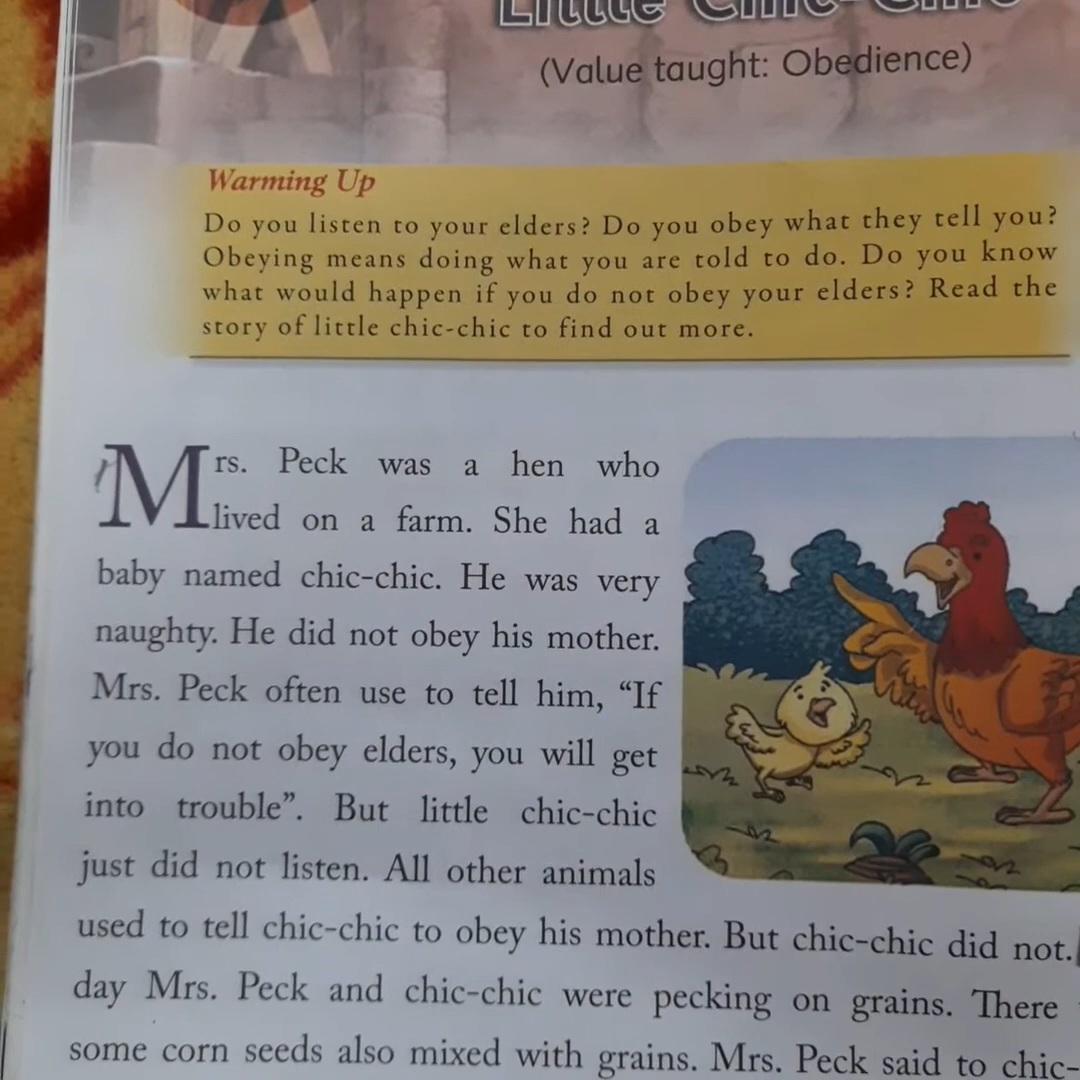 Little Chic-Chic
(Value taught: Obedience)
Warming Up
Do you listen to your elders? Do you obey what they tell you?
Obeying means doing what you are told to do. Do you know
what would happen if you do not obey your elders? Read the
story of little chic-chic to find out more.
Mrs. Peck was a hen who
lived on a farm. She had a
baby named chic-chic. He was very
naughty. He did not obey his mother.
Mrs. Peck often use to tell him, “If
you do not obey elders, you will get
into trouble”. But little chic-chic
just did not listen. All other animals
used to tell chic-chic to obey his mother. But chic-chic did not.
day Mrs. Peck and chic-chic were pecking on grains. There
some corn seeds also mixed with grains. Mrs. Peck said to chic-